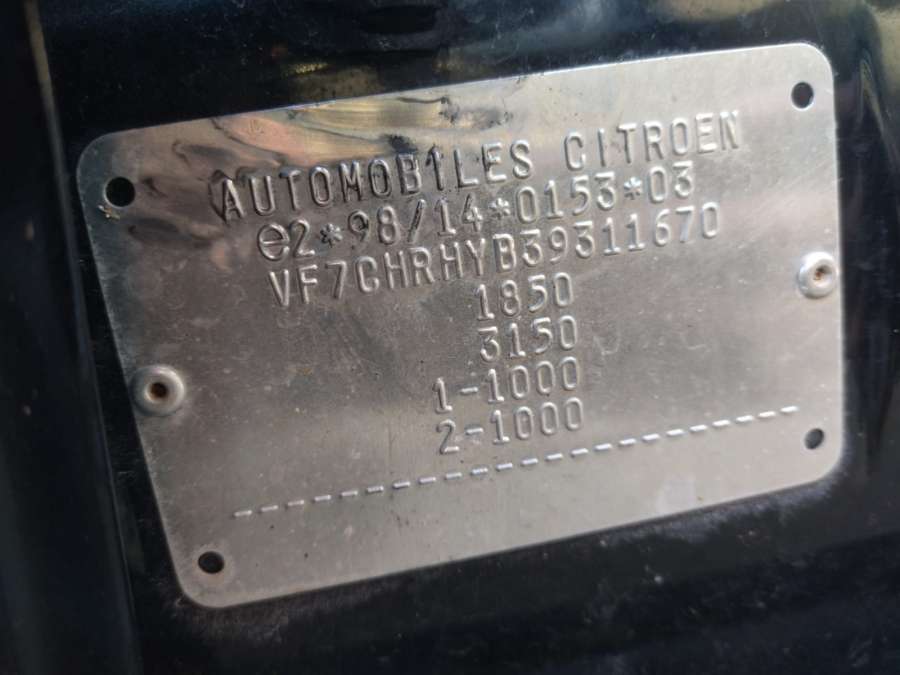 AUTOMOBILES CITROEN
e2*98/14*0153*03
VF7CHRHYB39311670
1850
3150
1-1000
2-1000
--------------------